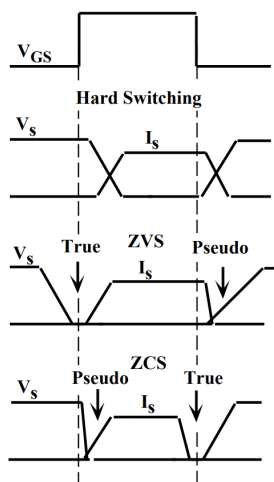 V_GS
Hard Switching
V_s I_s
True ZVS Pseudo
V_s I_s
ZCS
Pseudo True
V_s I_s